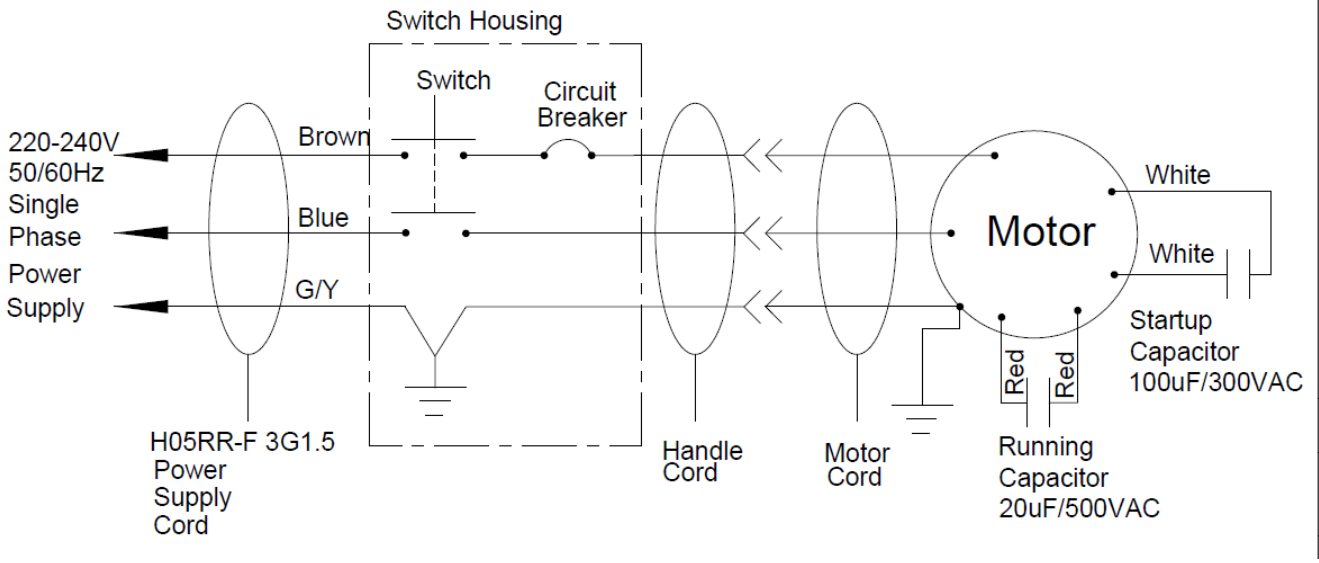 Switch Housing
Switch
Circuit
Breaker
220-240V
50/60Hz
Single
Phase
Power
Supply
Brown
Blue
G/Y
Motor
White
White
Startup
Capacitor
100uF/300VAC
Red
Red
Running
Capacitor
20uF/500VAC
H05RR-F 3G1.5
Power
Supply
Cord
Handle
Cord
Motor
Cord